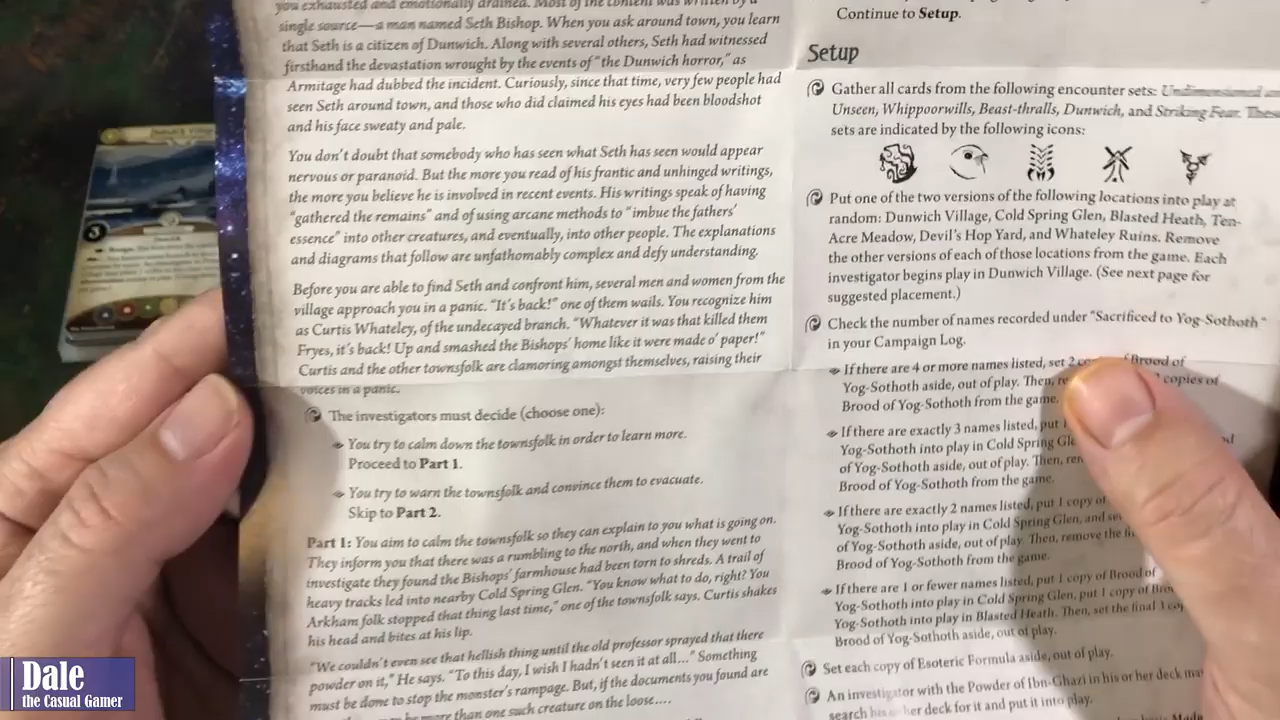 you exhausted and emotionally drained. Most of the content was written by a
single source—a man named Seth Bishop. When you ask around town, you learn
that Seth is a citizen of Dunwich. Along with several others, Seth had witnessed
firsthand the devastation wrought by the events of “the Dunwich horror,” as
Armitage had dubbed the incident. Curiously, since that time, very few people had
seen Seth around town, and those who did claimed his eyes had been bloodshot
and his face sweaty and pale.
You don’t doubt that somebody who has seen what Seth has seen would appear
nervous or paranoid. But the more you read of his frantic and unhinged writings,
the more you believe he is involved in recent events. His writings speak of having
“gathered the remains” and of using arcane methods to “imbue the fathers’
essence” into other creatures, and eventually, into other people. The explanations
and diagrams that follow are unfathomably complex and defy understanding.
Before you are able to find Seth and confront him, several men and women from the
village approach you in a panic. “It’s back!” one of them wails. You recognize him
as Curtis Whateley, of the undecayed branch. “Whatever it was that killed them
Fryes, it’s back! Up and smashed the Bishops’ home like it were made o’ paper!”
Curtis and the other townsfolk are clamoring amongst themselves, raising their
voices in a panic.
The investigators must decide (choose one):
You try to calm down the townsfolk in order to learn more.
Proceed to Part 1.
You try to warn the townsfolk and convince them to evacuate.
Skip to Part 2.
Part 1: You aim to calm the townsfolk so they can explain to you what is going on.
They inform you that there was a rumbling to the north, and when they went to
investigate they found the Bishops’ farmhouse had been torn to shreds. A trail of
heavy tracks led into nearby Cold Spring Glen. “You know what to do, right? You
Arkham folk stopped that thing last time,” one of the townsfolk says. Curtis shakes
his head and bites at his lip.
“We couldn’t even see that hellish thing until the old professor sprayed that there
powder on it,” He says. “To this day, I wish I hadn’t seen it at all…” Something
must be done to stop the monster’s rampage. But, if the documents you found are
be more than one such creature on the loose….
Continue to Setup.
Setup
Gather all cards from the following encounter sets: Undimensional and
Unseen, Whippoorwills, Beast-thralls, Dunwich, and Striking Fear. These
sets are indicated by the following icons:
Put one of the two versions of the following locations into play at
random: Dunwich Village, Cold Spring Glen, Blasted Heath, Ten-
Acre Meadow, Devil’s Hop Yard, and Whateley Ruins. Remove
the other versions of each of those locations from the game. Each
investigator begins play in Dunwich Village. (See next page for
suggested placement.)
Check the number of names recorded under “Sacrificed to Yog-Sothoth”
in your Campaign Log.
If there are 4 or more names listed, set 2 of Brood of
Yog-Sothoth aside, out of play. Then, copies of
Brood of Yog-Sothoth from the game.
If there are exactly 3 names listed, put 1
Yog-Sothoth into play in Cold Spring
of Yog-Sothoth aside, out of play. Then,
Brood of Yog-Sothoth from the game.
If there are exactly 2 names listed, put 1 copy of
Yog-Sothoth into play in Cold Spring Glen, and
of Yog-Sothoth aside, out of play. Then, remove the
Brood of Yog-Sothoth from the game.
If there are 1 or fewer names listed, put 1 copy of Brood of
Yog-Sothoth into play in Cold Spring Glen, put 1 copy of
Yog-Sothoth into play in Blasted Heath. Then, set the final
Brood of Yog-Sothoth aside, out of play.
Set each copy of Esoteric Formula aside, out of play.
An investigator with the Powder of Ibn-Ghazi in his or her deck may
search his or her deck for it and put it into play.
Dale
the Casual Gamer